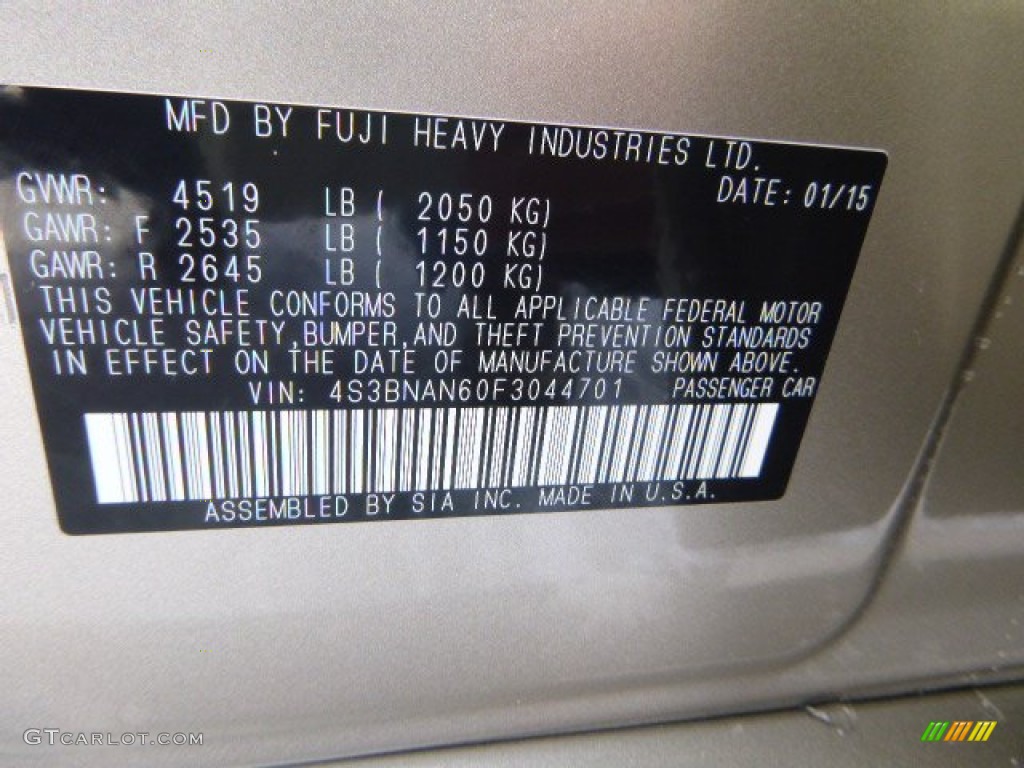 MFD BY FUJI HEAVY INDUSTRIES LTD.
DATE: 01/15
GVWR: 4519 LB ( 2050 KG)
GAWR: F 2535 LB ( 1150 KG)
GAWR: R 2645 LB ( 1200 KG)
THIS VEHICLE CONFORMS TO ALL APPLICABLE FEDERAL MOTOR
VEHICLE SAFETY,BUMPER,AND THEFT PREVENTION STANDARDS
IN EFFECT ON THE DATE OF MANUFACTURE SHOWN ABOVE.
VIN: 4S3BNAN60F3044701 PASSENGER CAR
ASSEMBLED BY SIA INC. MADE IN U.S.A.
GTCARLOT.COM